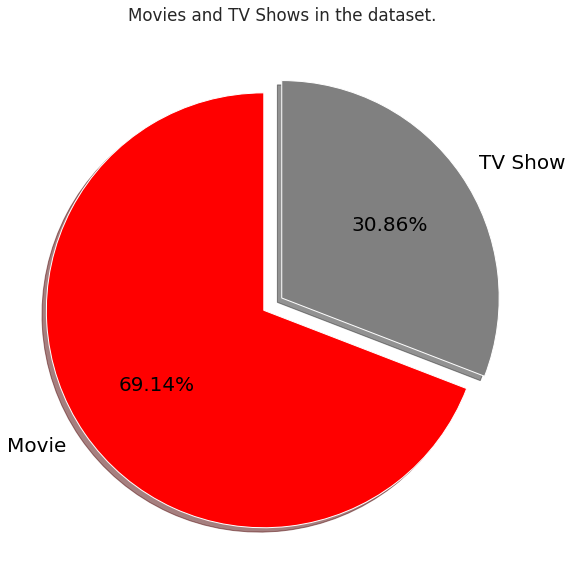 Movies and TV Shows in the dataset.
TV Show
30.86%
69.14%
Movie